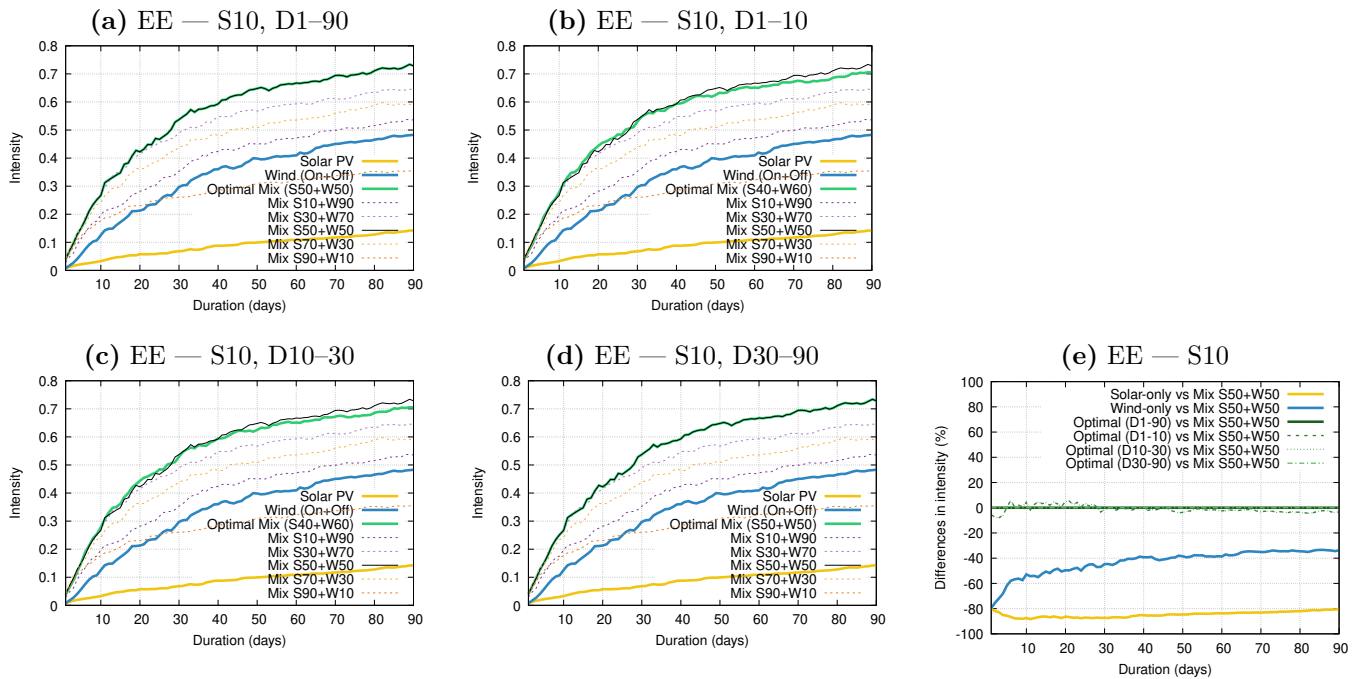 (a) EE — S10, D1–90
Intensity
0.8
0.7
0.6
0.5
0.4
0.3
0.2
0.1
0
Solar PV
Wind (On+Off)
Optimal Mix (S50+W50)
Mix S10+W90
Mix S30+W70
Mix S50+W50
Mix S70+W30
Mix S90+W10
10 20 30 40 50 60 70 80 90
Duration (days)
(b) EE — S10, D1–10
Intensity
0.8
0.7
0.6
0.5
0.4
0.3
0.2
0.1
0
Solar PV
Wind (On+Off)
Optimal Mix (S40+W60)
Mix S10+W90
Mix S30+W70
Mix S50+W50
Mix S70+W30
Mix S90+W10
10 20 30 40 50 60 70 80 90
Duration (days)
(c) EE — S10, D10–30
Intensity
0.8
0.7
0.6
0.5
0.4
0.3
0.2
0.1
0
Solar PV
Wind (On+Off)
Optimal Mix (S40+W60)
Mix S10+W90
Mix S30+W70
Mix S50+W50
Mix S70+W30
Mix S90+W10
10 20 30 40 50 60 70 80 90
Duration (days)
(d) EE — S10, D30–90
Intensity
0.8
0.7
0.6
0.5
0.4
0.3
0.2
0.1
0
Solar PV
Wind (On+Off)
Optimal Mix (S50+W50)
Mix S10+W90
Mix S30+W70
Mix S50+W50
Mix S70+W30
Mix S90+W10
10 20 30 40 50 60 70 80 90
Duration (days)
(e) EE — S10
Differences in intensity (%)
100
80
60
40
20
0
-20
-40
-60
-80
-100
Solar-only vs Mix S50+W50
Wind-only vs Mix S50+W50
Optimal (D1-90) vs Mix S50+W50
Optimal (D1-10) vs Mix S50+W50
Optimal (D10-30) vs Mix S50+W50
Optimal (D30-90) vs Mix S50+W50
10 20 30 40 50 60 70 80 90
Duration (days)